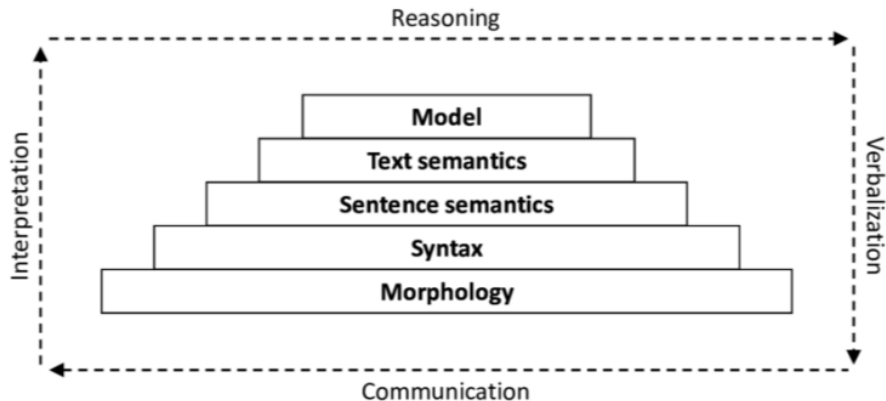 Reasoning
Interpretation
Model
Text semantics
Sentence semantics
Syntax
Morphology
Verbalization
Communication